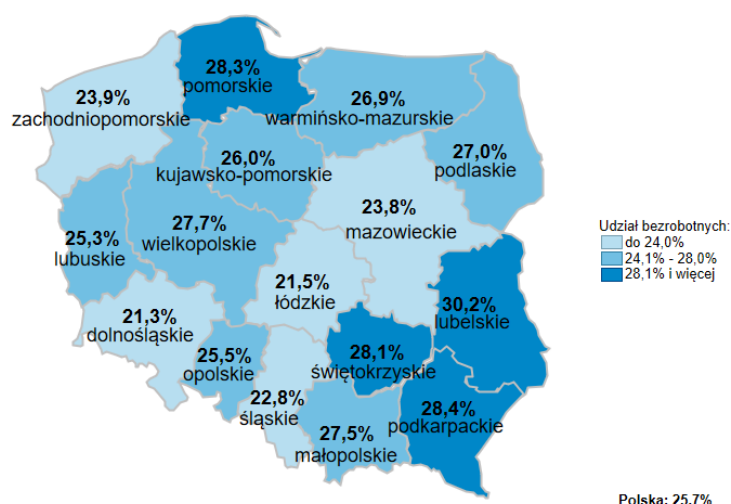 28,3%
pomorskie
23,9%
zachodniopomorskie
26,9%
warmińsko-mazurskie
27,0%
podlaskie
26,0%
kujawsko-pomorskie
23,8%
mazowieckie
27,7%
wielkopolskie
25,3%
lubuskie
21,5%
łódzkie
30,2%
lubelskie
21,3%
dolnośląskie
25,5%
opolskie
28,1%
świętokrzyskie
22,8%
śląskie
28,4%
podkarpackie
27,5%
małopolskie
Udział bezrobotnych:
do 24,0%
24,1% - 28,0%
28,1% i więcej
Polska: 25,7%